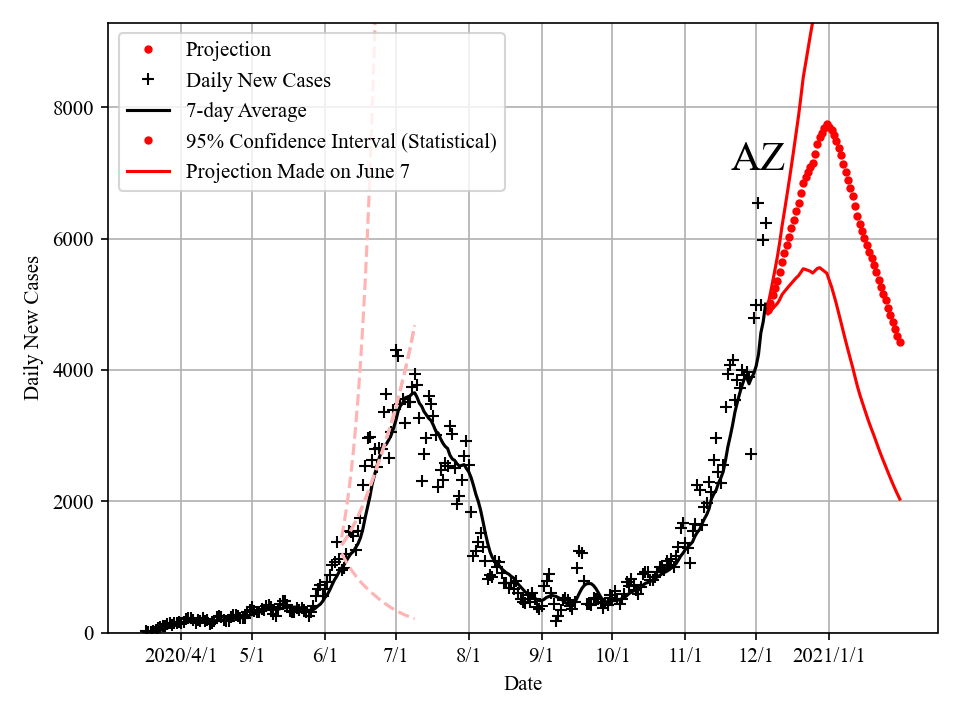 8000
6000
4000
2000
0
Daily New Cases
Projection
Daily New Cases
7-day Average
95% Confidence Interval (Statistical)
Projection Made on June 7
AZ
2020/4/1 5/1 6/1 7/1 8/1 9/1 10/1 11/1 12/1 2021/1/1
Date